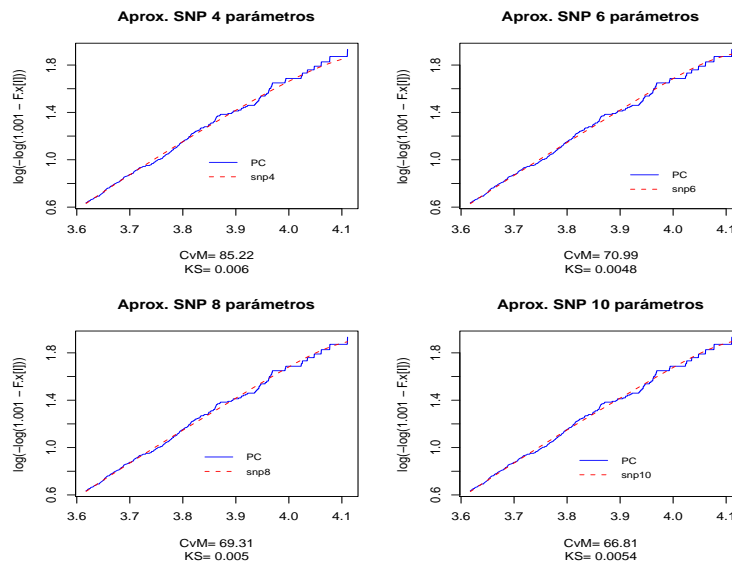 Aprox. SNP 4 parámetros
log(−log(1.001 − F.x[I]))
0.6 1.0 1.4 1.8
PC
snp4
3.6 3.7 3.8 3.9 4.0 4.1
CvM= 85.22
KS= 0.006
Aprox. SNP 6 parámetros
log(−log(1.001 − F.x[I]))
0.6 1.0 1.4 1.8
PC
snp6
3.6 3.7 3.8 3.9 4.0 4.1
CvM= 70.99
KS= 0.0048
Aprox. SNP 8 parámetros
log(−log(1.001 − F.x[I]))
0.6 1.0 1.4 1.8
PC
snp8
3.6 3.7 3.8 3.9 4.0 4.1
CvM= 69.31
KS= 0.005
Aprox. SNP 10 parámetros
log(−log(1.001 − F.x[I]))
0.6 1.0 1.4 1.8
PC
snp10
3.6 3.7 3.8 3.9 4.0 4.1
CvM= 66.81
KS= 0.0054